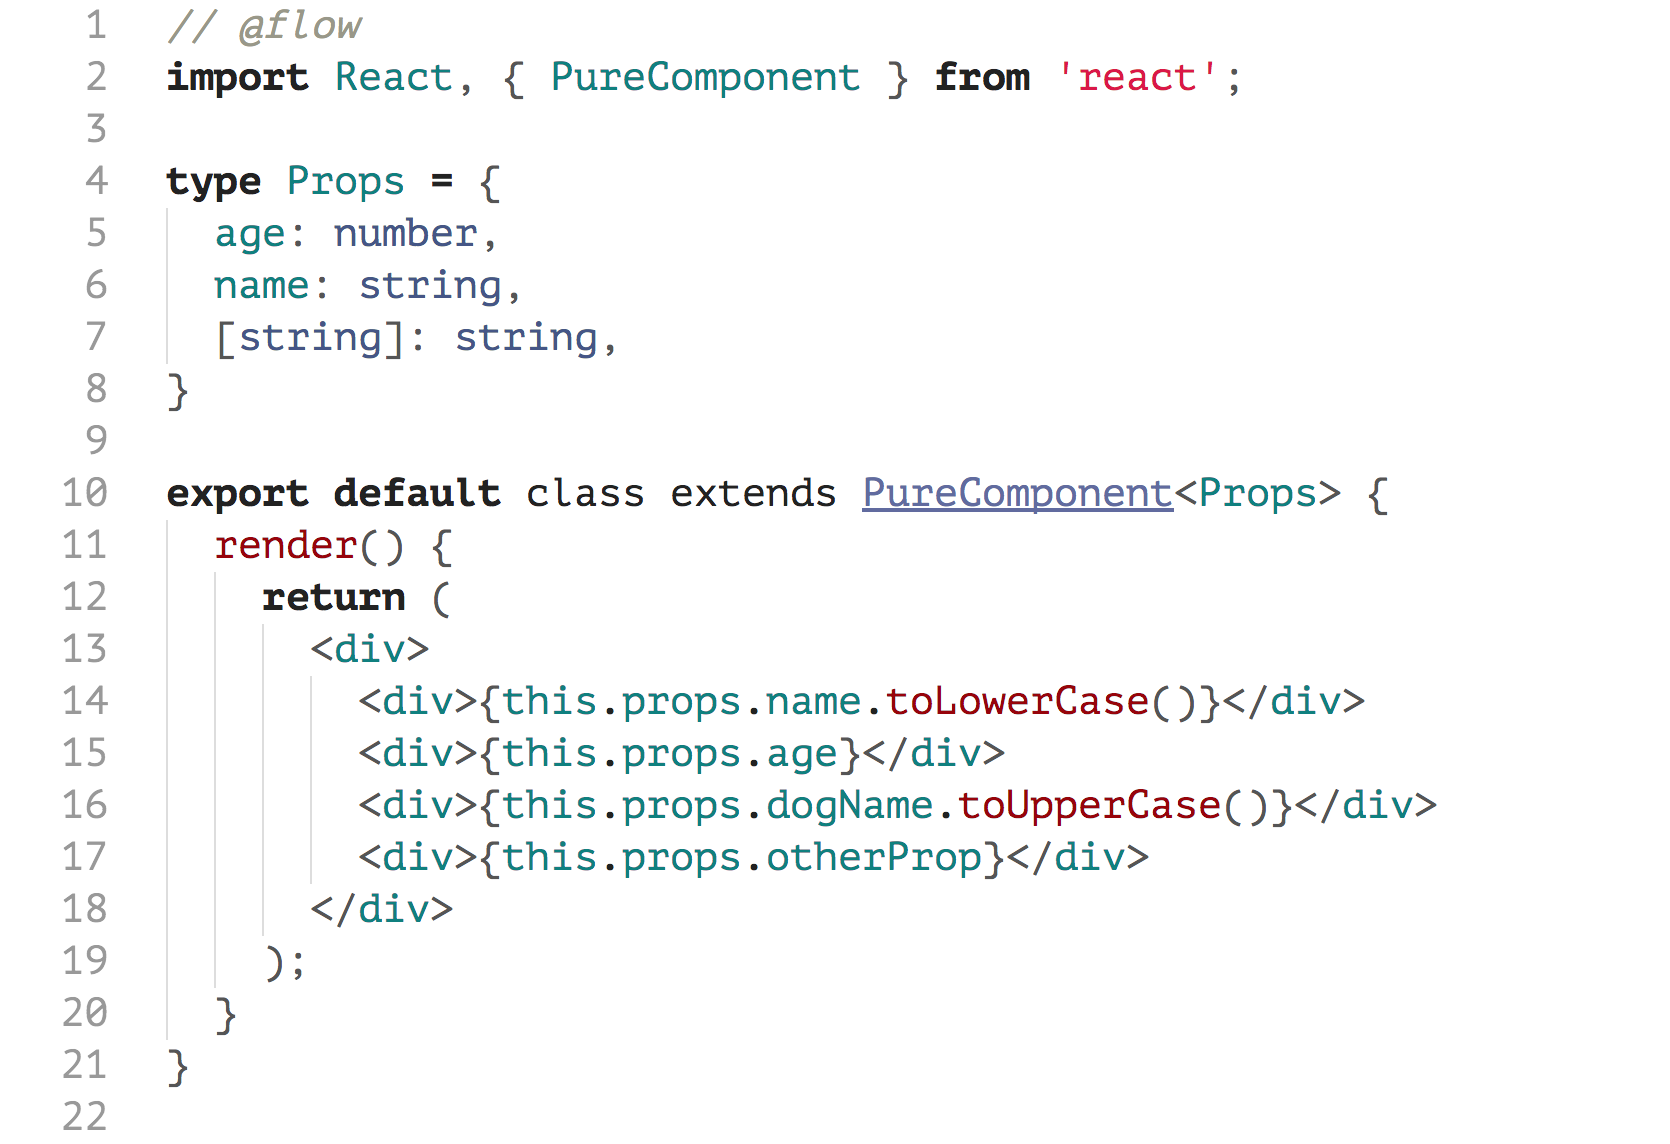 1 // @flow
2 import React, { PureComponent } from 'react';
3
4 type Props = {
5   age: number,
6   name: string,
7   [string]: string,
8 }
9
10 export default class extends PureComponent<Props> {
11   render() {
12     return (
13       <div>
14         <div>{this.props.name.toLowerCase()}</div>
15         <div>{this.props.age}</div>
16         <div>{this.props.dogName.toUpperCase()}</div>
17         <div>{this.props.otherProp}</div>
18       </div>
19     );
20   }
21 }
22